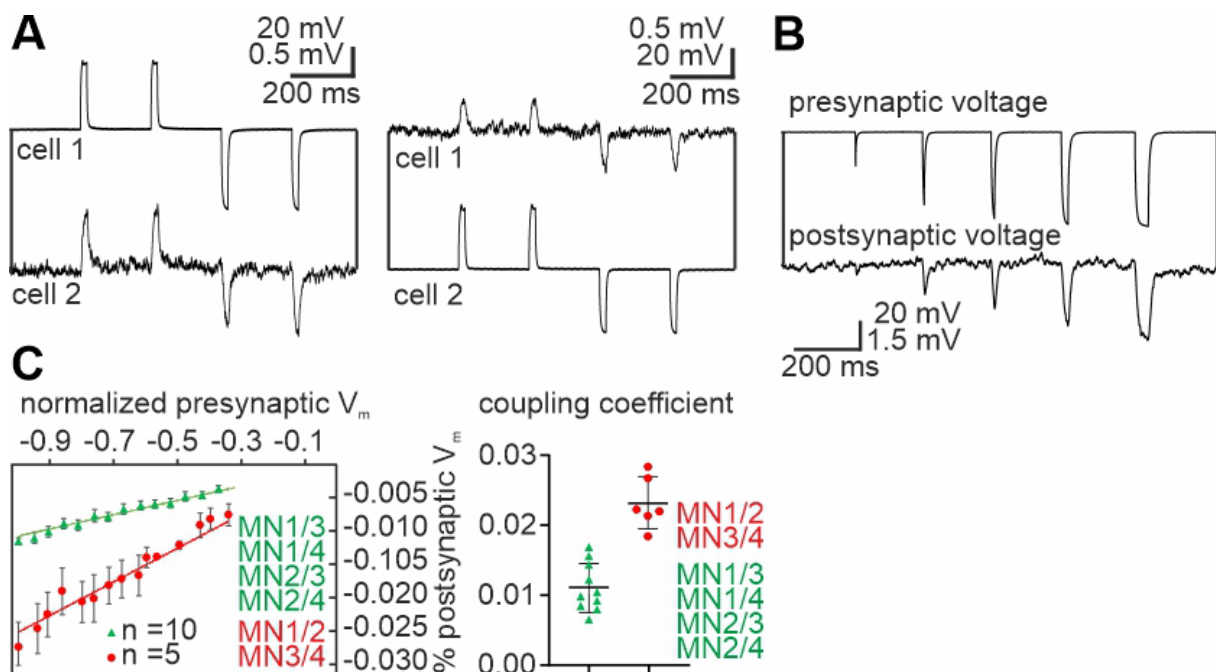 A
20 mV
0.5 mV
200 ms
cell 1
cell 2
0.5 mV
20 mV
200 ms
cell 1
cell 2
B
presynaptic voltage
postsynaptic voltage
20 mV
1.5 mV
200 ms
C
normalized presynaptic Vm
-0.9 -0.7 -0.5 -0.3 -0.1
-0.005
-0.010
-0.105
-0.020
-0.025
-0.030
% postsynaptic Vm
MN1/3
MN1/4
MN2/3
MN2/4
MN1/2
MN3/4
n =10
n =5
coupling coefficient
0.03
0.02
0.01
0.00
MN1/2
MN3/4
MN1/3
MN1/4
MN2/3
MN2/4